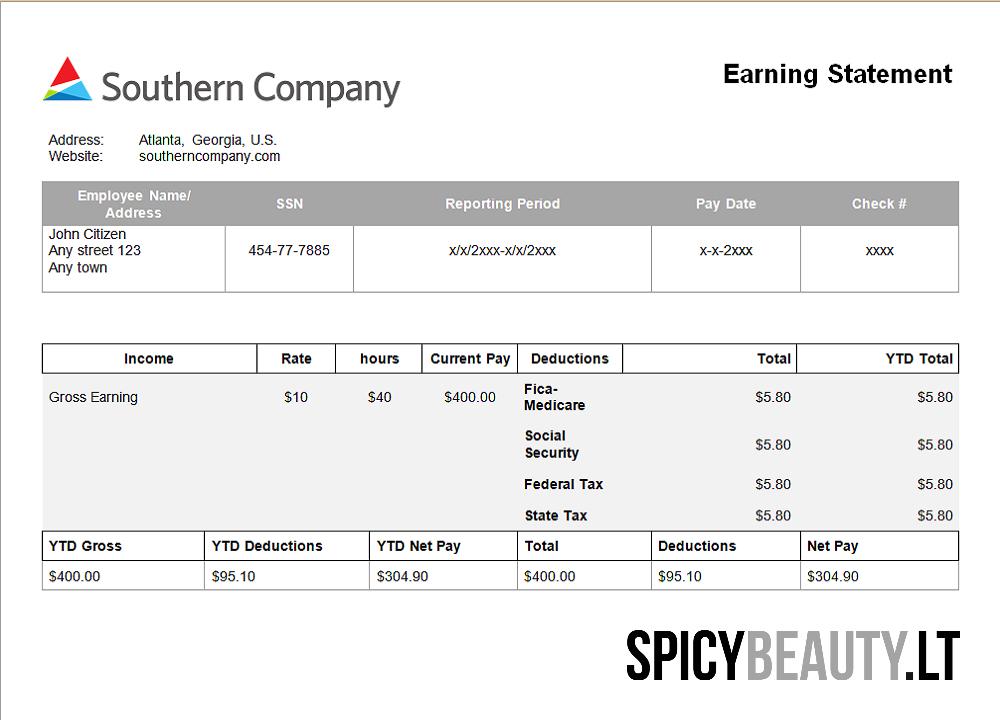 Southern Company
Earning Statement
Address: Atlanta, Georgia, U.S.
Website: southerncompany.com
Employee Name/
Address
SSN
Reporting Period
Pay Date
Check #
John Citizen
Any street 123
Any town
454-77-7885
x/x/2xxx-x/x/2xxx
x-x-2xxx
xxxx
Income Rate hours Current Pay Deductions Total YTD Total
Gross Earning $10 $40 $400.00
Fica-
Medicare
$5.80 $5.80
Social
Security
$5.80 $5.80
Federal Tax $5.80 $5.80
State Tax $5.80 $5.80
YTD Gross YTD Deductions YTD Net Pay Total Deductions Net Pay
$400.00 $95.10 $304.90 $400.00 $95.10 $304.90
SPICYBEAUTY.LT